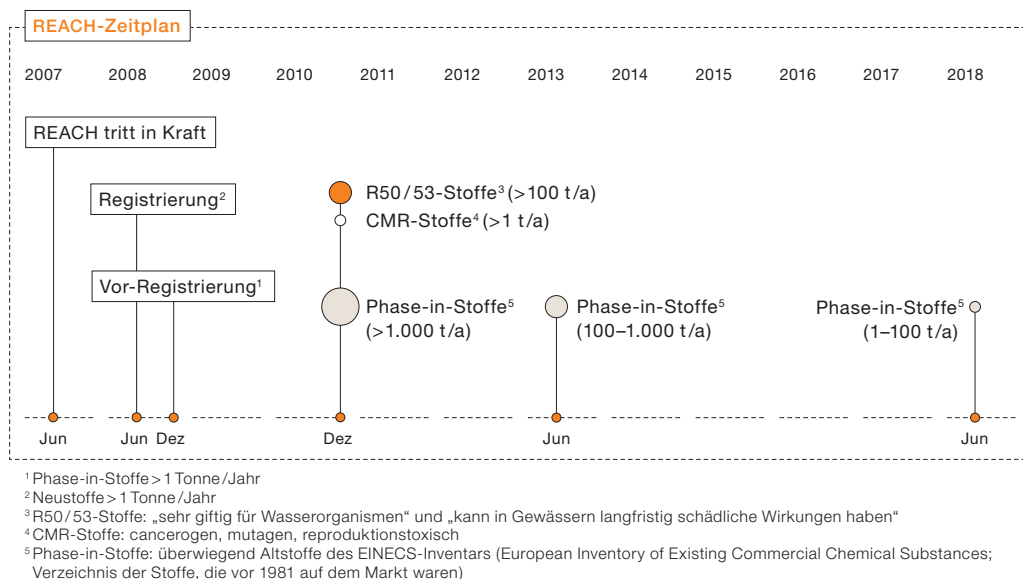 REACH-Zeitplan
2007 2008 2009 2010 2011 2012 2013 2014 2015 2016 2017 2018
REACH tritt in Kraft
Registrierung²
R50/53-Stoffe³ (>100 t/a)
CMR-Stoffe⁴ (>1 t/a)
Vor-Registrierung¹
Phase-in-Stoffe⁵
(>1.000 t/a)
Phase-in-Stoffe⁵
(100–1.000 t/a)
Phase-in-Stoffe⁵
(1–100 t/a)
Jun Jun Dez Dez Jun Jun
¹ Phase-in-Stoffe > 1 Tonne/Jahr
² Neustoffe > 1 Tonne/Jahr
³ R50/53-Stoffe: „sehr giftig für Wasserorganismen“ und „kann in Gewässern langfristig schädliche Wirkungen haben“
⁴ CMR-Stoffe: cancerogen, mutagen, reproduktionstoxisch
⁵ Phase-in-Stoffe: überwiegend Altstoffe des EINECS-Inventars (European Inventory of Existing Commercial Chemical Substances;
Verzeichnis der Stoffe, die vor 1981 auf dem Markt waren)